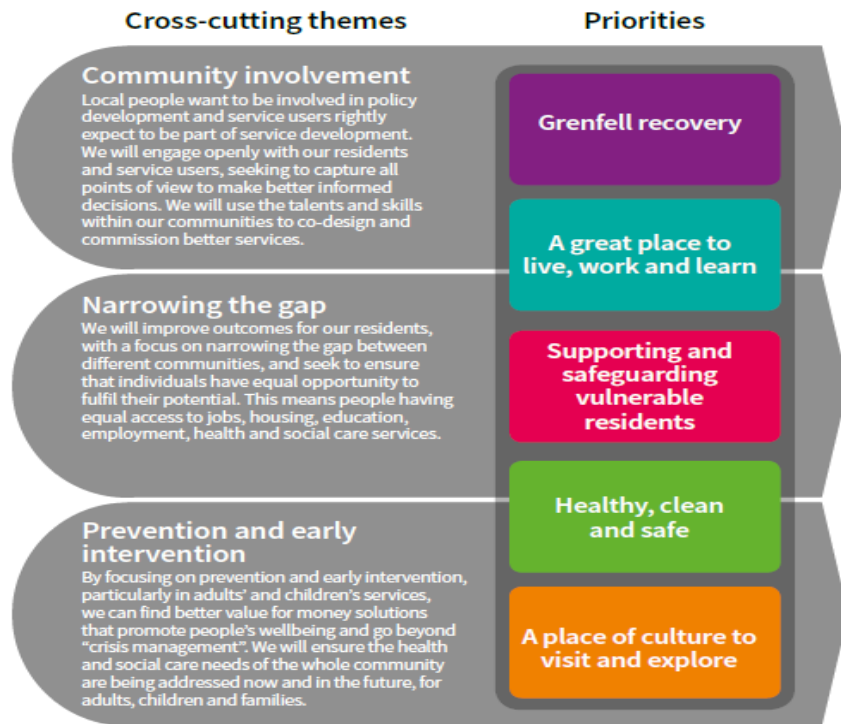 Cross-cutting themes
Priorities
Community involvement
Local people want to be involved in policy
development and service users rightly
expect to be part of service development.
We will engage openly with our residents
and service users, seeking to capture all
points of view to make better informed
decisions. We will use the talents and skills
within our communities to co-design and
commission better services.
Narrowing the gap
We will improve outcomes for our residents,
with a focus on narrowing the gap between
different communities, and seek to ensure
that individuals have equal opportunity to
fulfil their potential. This means people having
equal access to jobs, housing, education,
employment, health and social care services.
Prevention and early
intervention
By focusing on prevention and early intervention,
particularly in adults’ and children’s services,
we can find better value for money solutions
that promote people’s wellbeing and go beyond
“crisis management”. We will ensure the health
and social care needs of the whole community
are being addressed now and in the future, for
adults, children and families.
Grenfell recovery
A great place to
live, work and learn
Supporting and
safeguarding
vulnerable
residents
Healthy, clean
and safe
A place of culture to
visit and explore